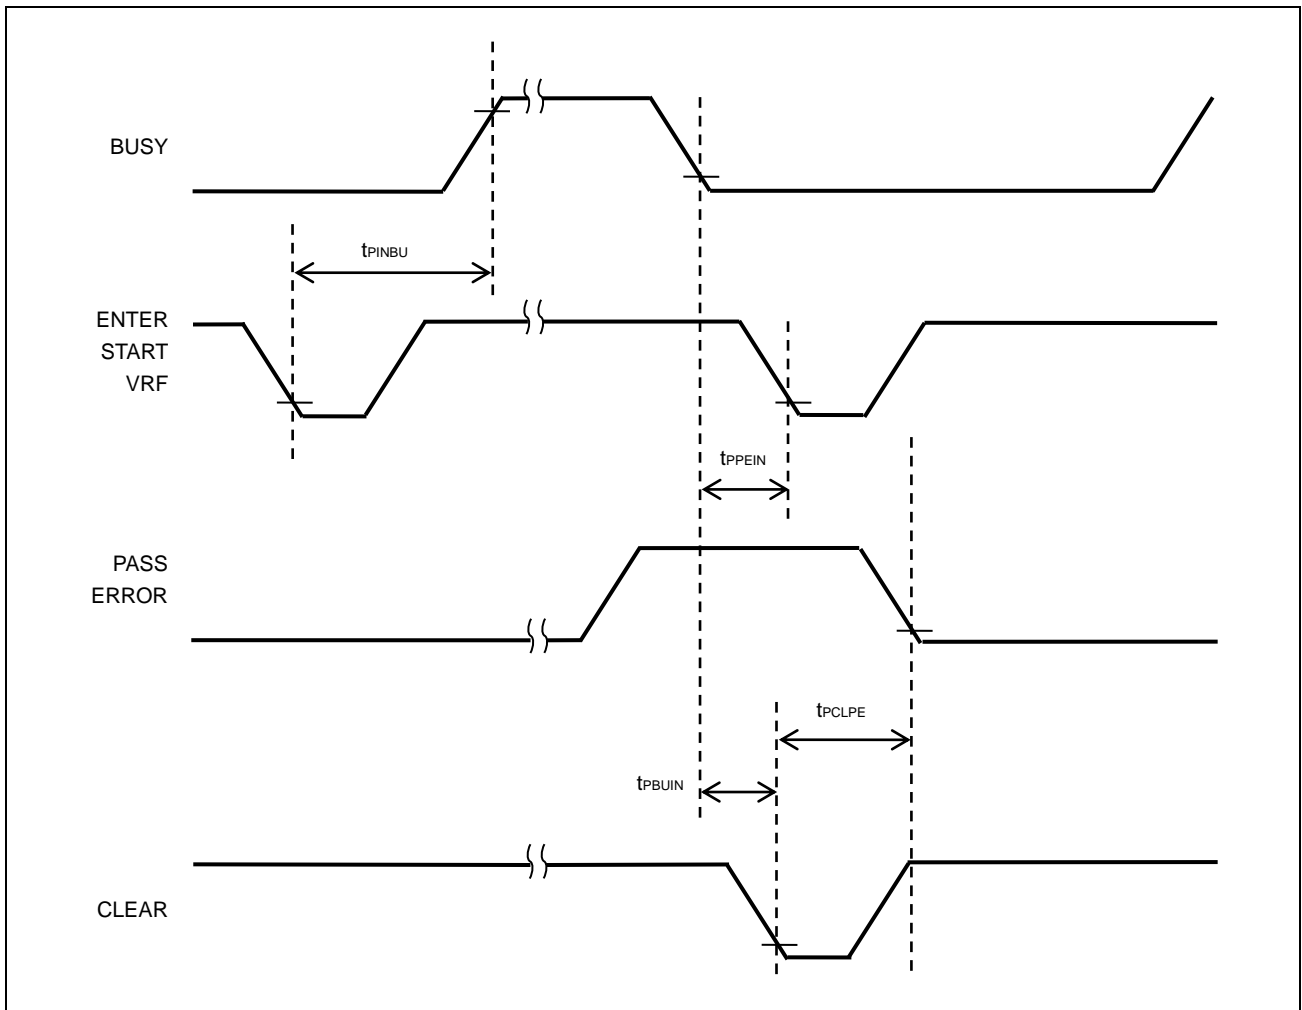 BUSY
tPINBU
ENTER
START
VRF
tPPEIN
PASS
ERROR
tPCLPE
tPBUIN
CLEAR